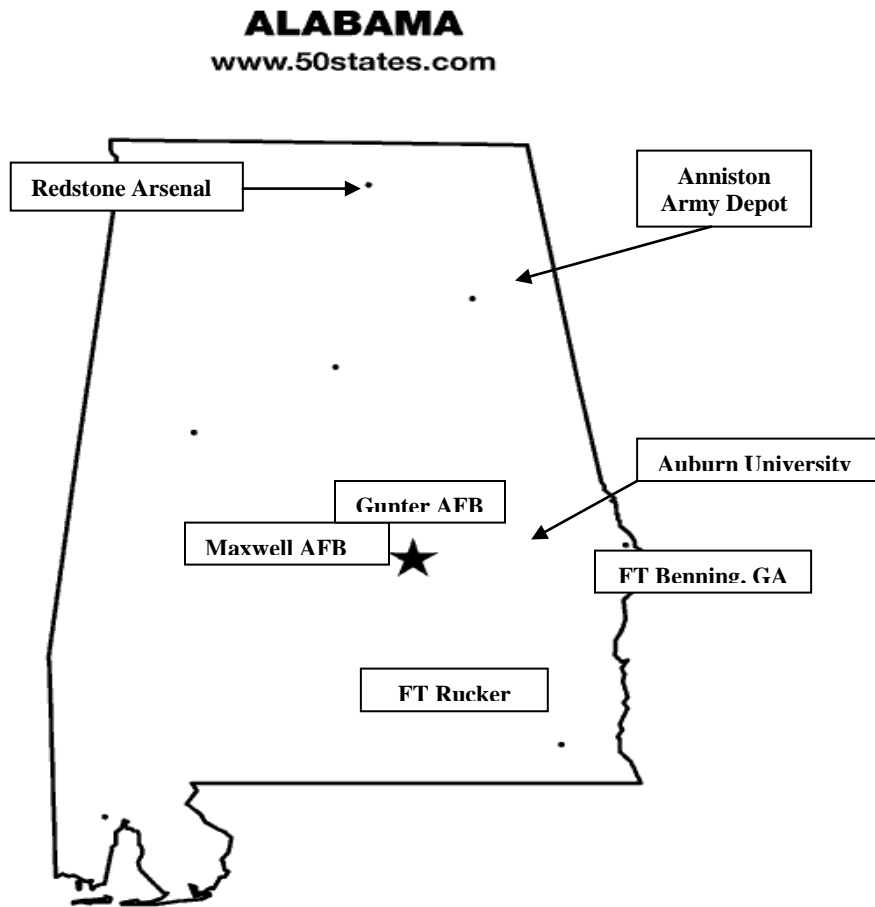 ALABAMA
www.50states.com
Redstone Arsenal
Anniston
Army Depot
Auburn University
Gunter AFB
Maxwell AFB
FT Benning, GA
FT Rucker